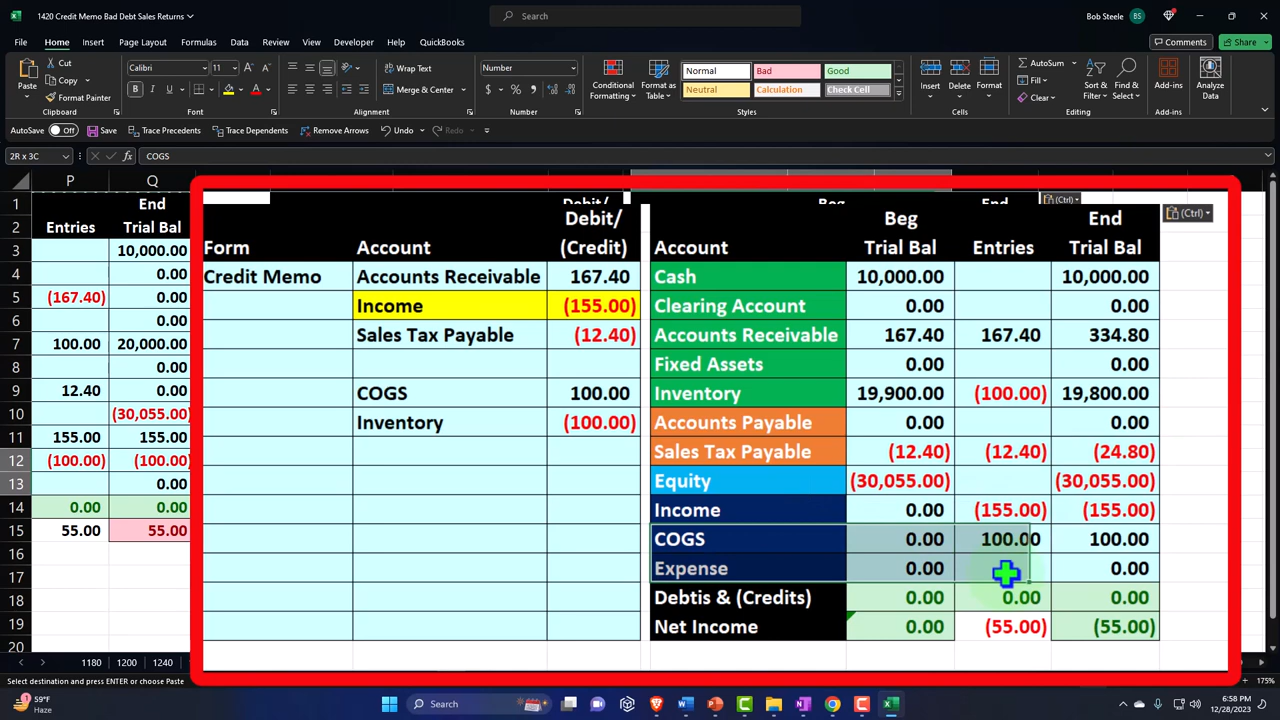 1420 Credit Memo Bad Debt Sales Returns
Search
Bob Steele BS
File Home Insert Page Layout Formulas Data Review View Developer Help QuickBooks
Comments Share
Cut
Copy
Format Painter
Paste
Clipboard
Calibri 11
B I U
Font
Wrap Text
Merge & Center
Alignment
Number
Number
Conditional Formatting
Format as Table
Normal Bad Good
Neutral Calculation Check Cell
Styles
Insert Delete Format
Cells
AutoSum
Fill
Clear
Sort & Filter
Find & Select
Editing
Add-ins
Add-ins
Analyze Data
AutoSave Off Save Trace Precedents Trace Dependents Remove Arrows Undo Redo
2R x 3C COGS
P Q
1 End
2 Entries Trial Bal
3 10,000.00
4 0.00
5 (167.40) 0.00
6 0.00
7 100.00 20,000.00
8 0.00
9 12.40 0.00
10 (30,055.00)
11 155.00 155.00
12 (100.00) (100.00)
13 0.00
14 0.00 0.00
15 55.00 55.00
16
17
18
19
20
Debit/ Beg End (Ctrl)
Debit/
Form Account (Credit)
Credit Memo Accounts Receivable 167.40
Income (155.00)
Sales Tax Payable (12.40)
COGS 100.00
Inventory (100.00)
Beg End (Ctrl)
Account Trial Bal Entries Trial Bal
Cash 10,000.00 10,000.00
Clearing Account 0.00 0.00
Accounts Receivable 167.40 167.40 334.80
Fixed Assets 0.00 0.00
Inventory 19,900.00 (100.00) 19,800.00
Accounts Payable 0.00 0.00
Sales Tax Payable (12.40) (12.40) (24.80)
Equity (30,055.00) (30,055.00)
Income 0.00 (155.00) (155.00)
COGS 0.00 100.00 100.00
Expense 0.00 0.00
Debtis & (Credits) 0.00 0.00 0.00
Net Income 0.00 (55.00) (55.00)
1180 1200 1240
Select destination and press ENTER or choose Paste
175%
1
59°F
Haze
Search
6:58 PM
12/28/2023